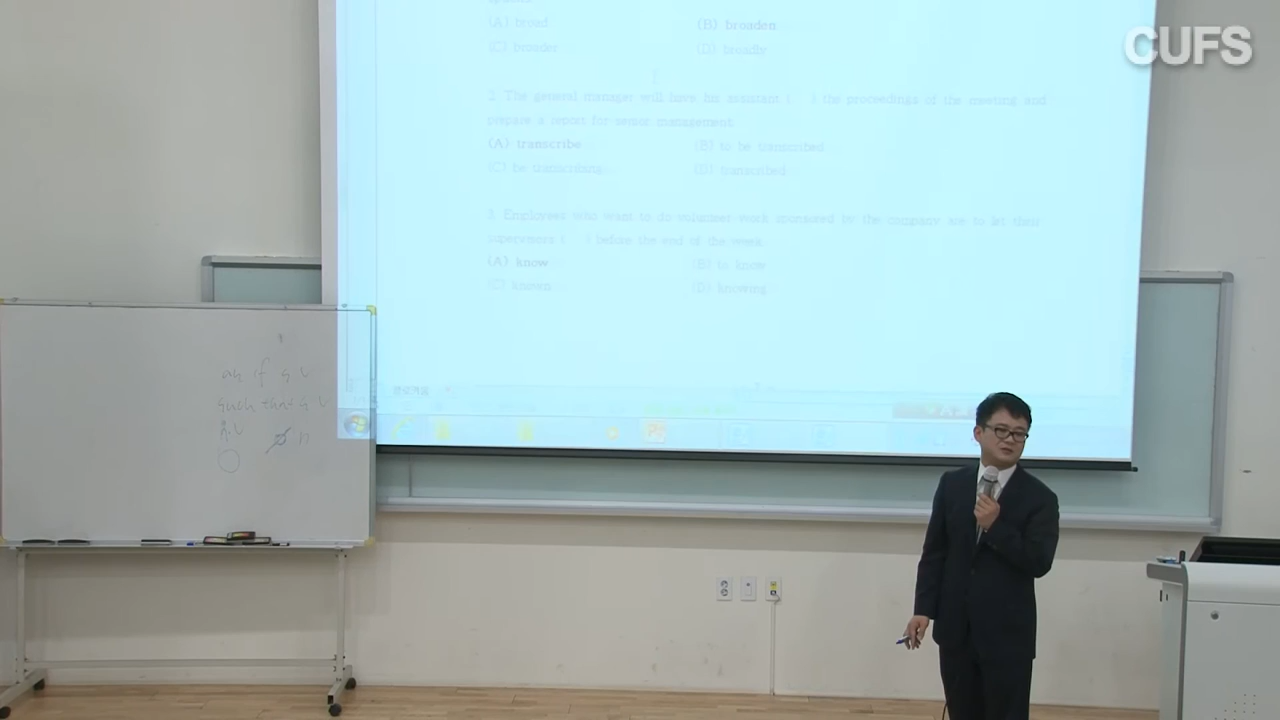 CUFS
(A) broad (B) broaden
(C) broader (D) broadly
2. The general manager will have his assistant ( ) the proceedings of the meeting and
prepare a report for senior management.
(A) transcribe (B) to be transcribed
(C) be transcribing (D) transcribed
3. Employees who want to do volunteer work sponsored by the company are to let their
supervisors ( ) before the end of the week.
(A) know (B) to know
(C) known (D) knowing
as if s v
such that s v